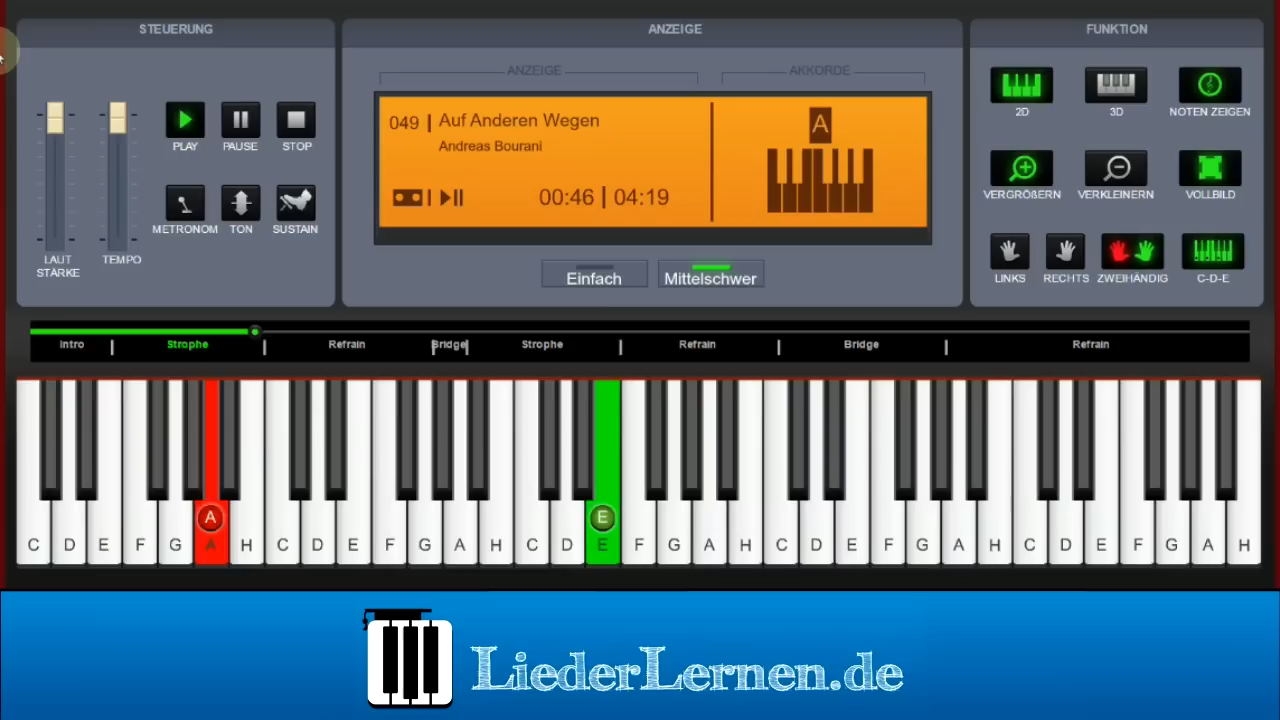 STEUERUNG
PLAY
PAUSE
STOP
METRONOM
TON
SUSTAIN
LAUT
STÄRKE
TEMPO
ANZEIGE
ANZEIGE
AKKORDE
049 | Auf Anderen Wegen
Andreas Bourani
00:46 | 04:19
A
Einfach
Mittelschwer
FUNKTION
2D
3D
NOTEN ZEIGEN
VERGRÖßERN
VERKLEINERN
VOLLBILD
LINKS
RECHTS
ZWEIHÄNDIG
C-D-E
Intro
Strophe
Refrain
Bridge
Strophe
Refrain
Bridge
Refrain
A
E
C D E F G A H C D E F G A H C D E F G A H C D E F G A H C D E F G A H
LiederLernen.de